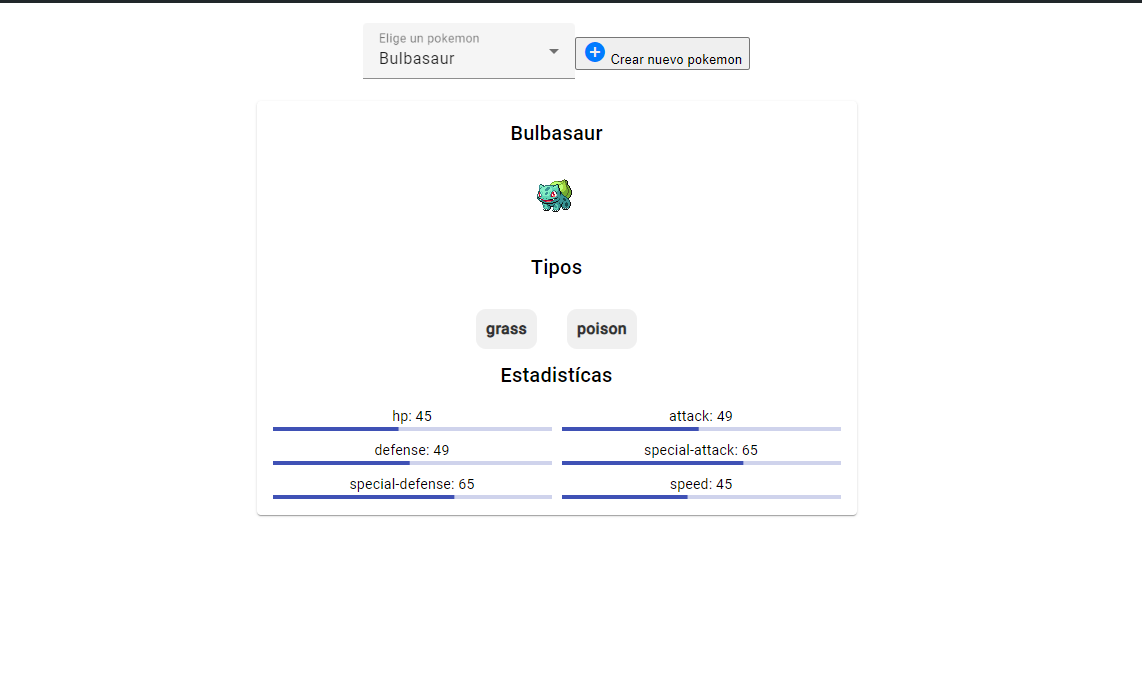 Elige un pokemon
Bulbasaur
Crear nuevo pokemon
Bulbasaur
Tipos
grass poison
Estadistícas
hp: 45 attack: 49
defense: 49 special-attack: 65
special-defense: 65 speed: 45